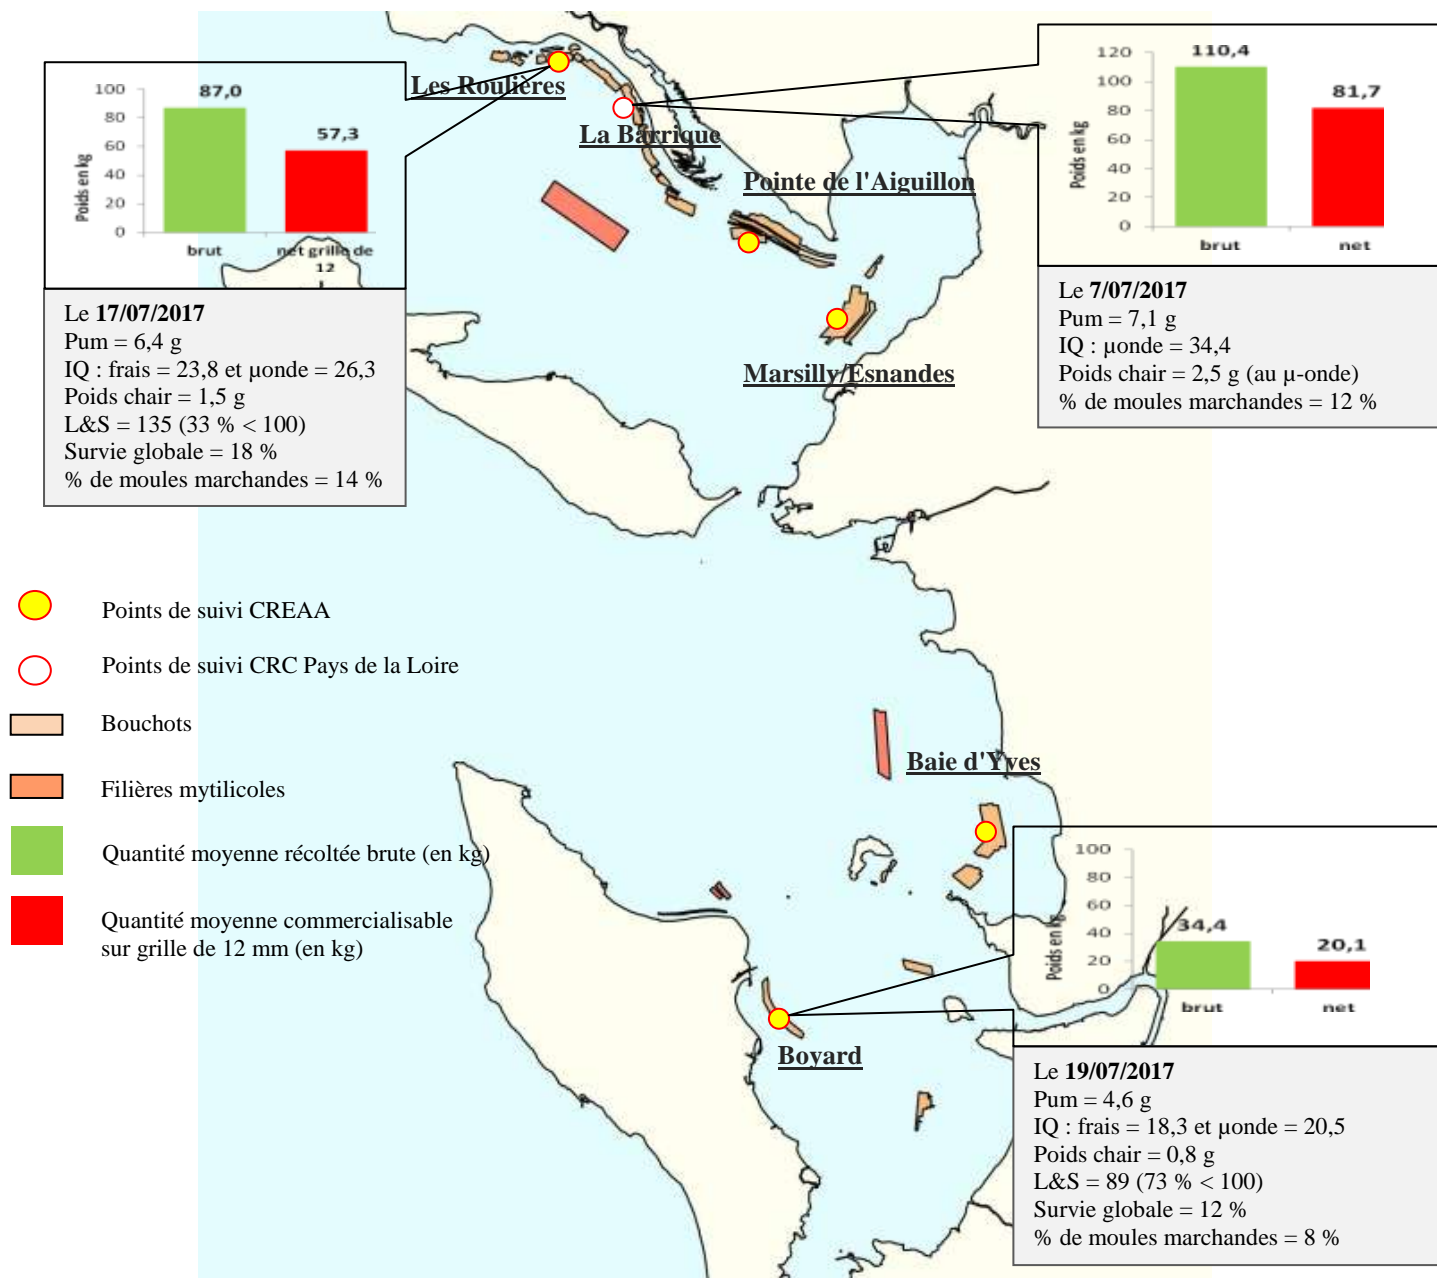 Les Roulières
La Barrique
Pointe de l'Aiguillon
Marsilly/Esnandes
Baie d'Yves
Boyard
Poids en kg
100
80
60
40
20
0
87,0
57,3
brut
net grille de
12
Le 17/07/2017
Pum = 6,4 g
IQ : frais = 23,8 et µonde = 26,3
Poids chair = 1,5 g
L&S = 135 (33 % < 100)
Survie globale = 18 %
% de moules marchandes = 14 %
Poids en kg
120
100
80
60
40
20
0
110,4
81,7
brut
net
Le 7/07/2017
Pum = 7,1 g
IQ : µonde = 34,4
Poids chair = 2,5 g (au µ-onde)
% de moules marchandes = 12 %
Points de suivi CREAA
Points de suivi CRC Pays de la Loire
Bouchots
Filières mytilicoles
Quantité moyenne récoltée brute (en kg)
Quantité moyenne commercialisable
sur grille de 12 mm (en kg)
Poids en kg
100
80
60
40
20
0
34,4
20,1
brut
net
Le 19/07/2017
Pum = 4,6 g
IQ : frais = 18,3 et µonde = 20,5
Poids chair = 0,8 g
L&S = 89 (73 % < 100)
Survie globale = 12 %
% de moules marchandes = 8 %